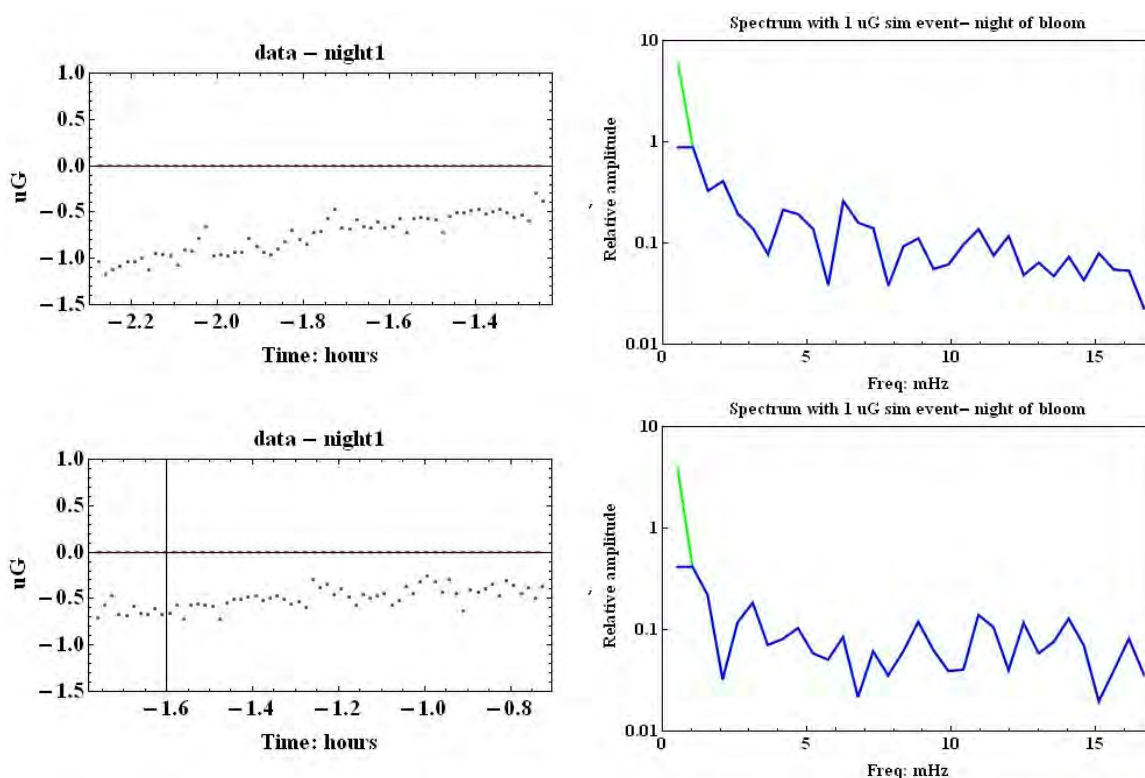 data – night1
1.0
0.5
0.0
−0.5
−1.0
−1.5
uG
−2.2 −2.0 −1.8 −1.6 −1.4
Time: hours
Spectrum with 1 uG sim event– night of bloom
10
1
0.1
0.01
Relative amplitude
0 5 10 15
Freq: mHz
data – night1
1.0
0.5
0.0
−0.5
−1.0
−1.5
uG
−1.6 −1.4 −1.2 −1.0 −0.8
Time: hours
Spectrum with 1 uG sim event– night of bloom
10
1
0.1
0.01
Relative amplitude
0 5 10 15
Freq: mHz